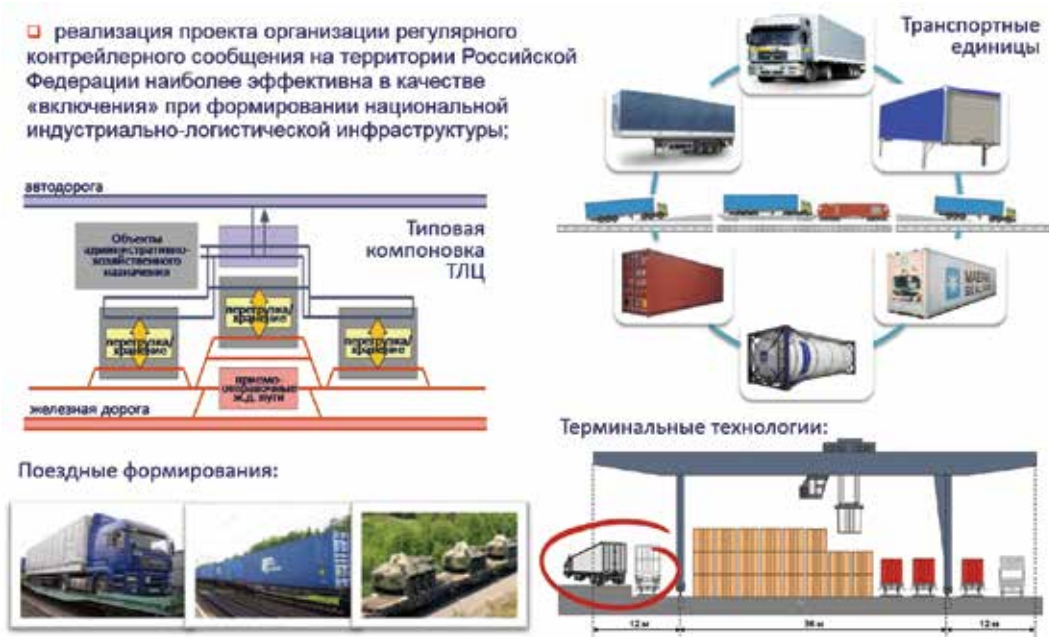 реализация проекта организации регулярного
контрейлерного сообщения на территории Российской
Федерации наиболее эффективна в качестве
«включения» при формировании национальной
индустриально-логистической инфраструктуры;
Транспортные
единицы
автодорога
Типовая
компоновка
ТЛЦ
Объекты
административно-
хозяйственного
назначения
перегрузка/
хранение
перегрузка/
хранение
перегрузка/
хранение
приемо-
отправочные
ж.д. пути
железная дорога
MAERSK
SEALAND
Поездные формирования:
Терминальные технологии:
12 м
36 м
12 м